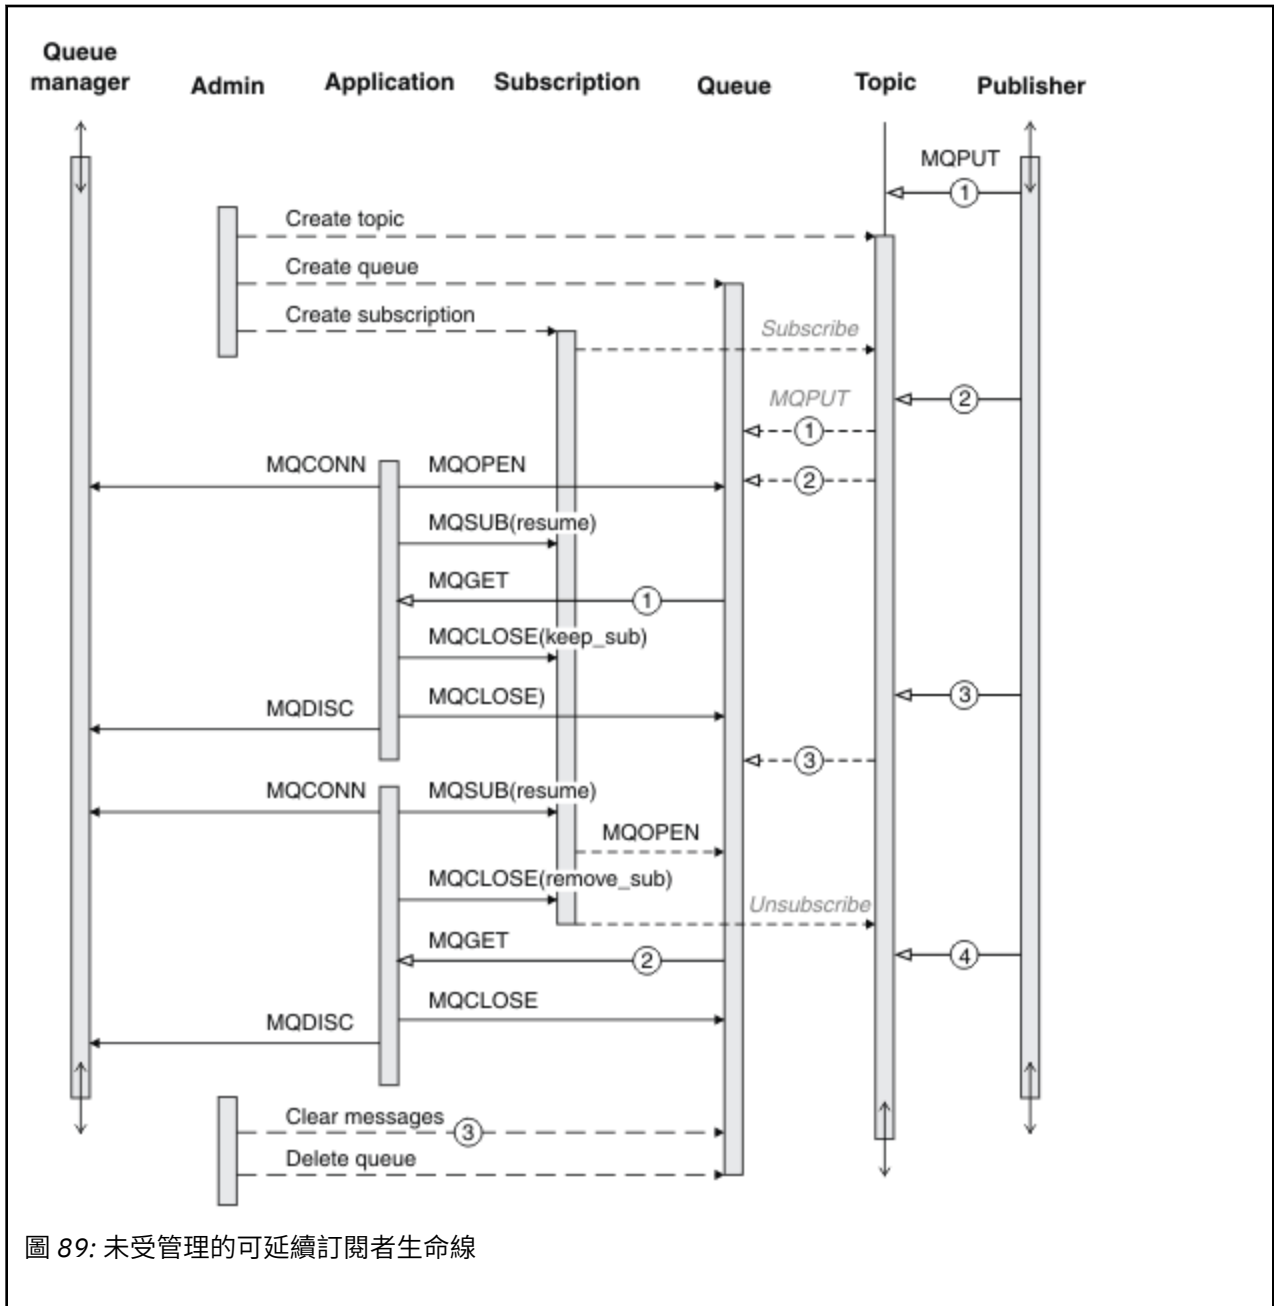 Queue manager
Admin
Application
Subscription
Queue
Topic
Publisher
MQPUT
1
Create topic
Create queue
Create subscription
Subscribe
MQPUT
2
1
MQCONN
MQOPEN
2
MQSUB(resume)
MQGET
1
MQCLOSE(keep_sub)
MQDISC
MQCLOSE)
3
3
MQCONN
MQSUB(resume)
MQOPEN
MQCLOSE(remove_sub)
Unsubscribe
MQGET
2
4
MQCLOSE
MQDISC
Clear messages
3
Delete queue
圖 89: 未受管理的可延續訂閱者生命線